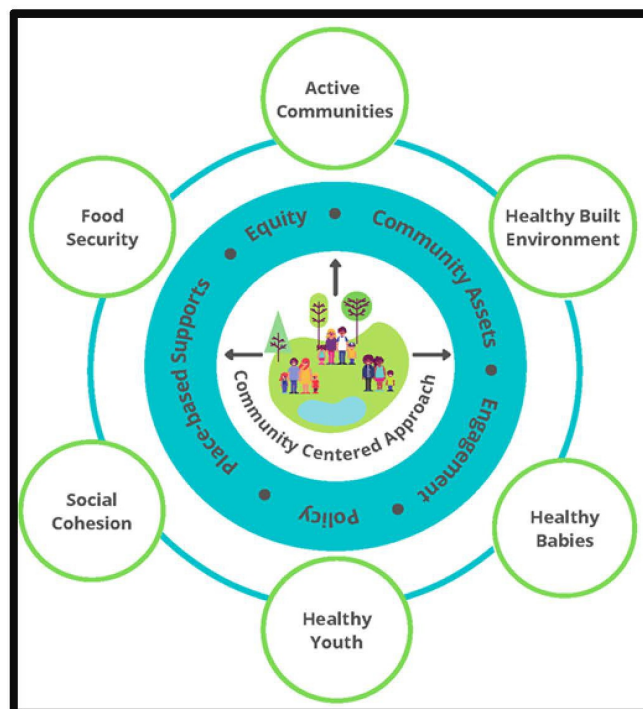 Active
Communities
Food
Security
Healthy Built
Environment
Equity
Community Assets
Place-based Supports
Community Centered Approach
Engagement
Policy
Social
Cohesion
Healthy
Babies
Healthy
Youth